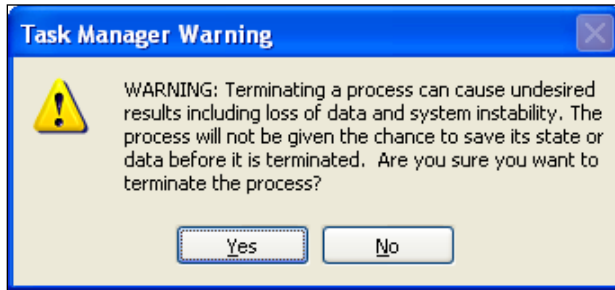 Task Manager Warning
WARNING: Terminating a process can cause undesired
results including loss of data and system instability. The
process will not be given the chance to save its state or
data before it is terminated.  Are you sure you want to
terminate the process?
Yes
No